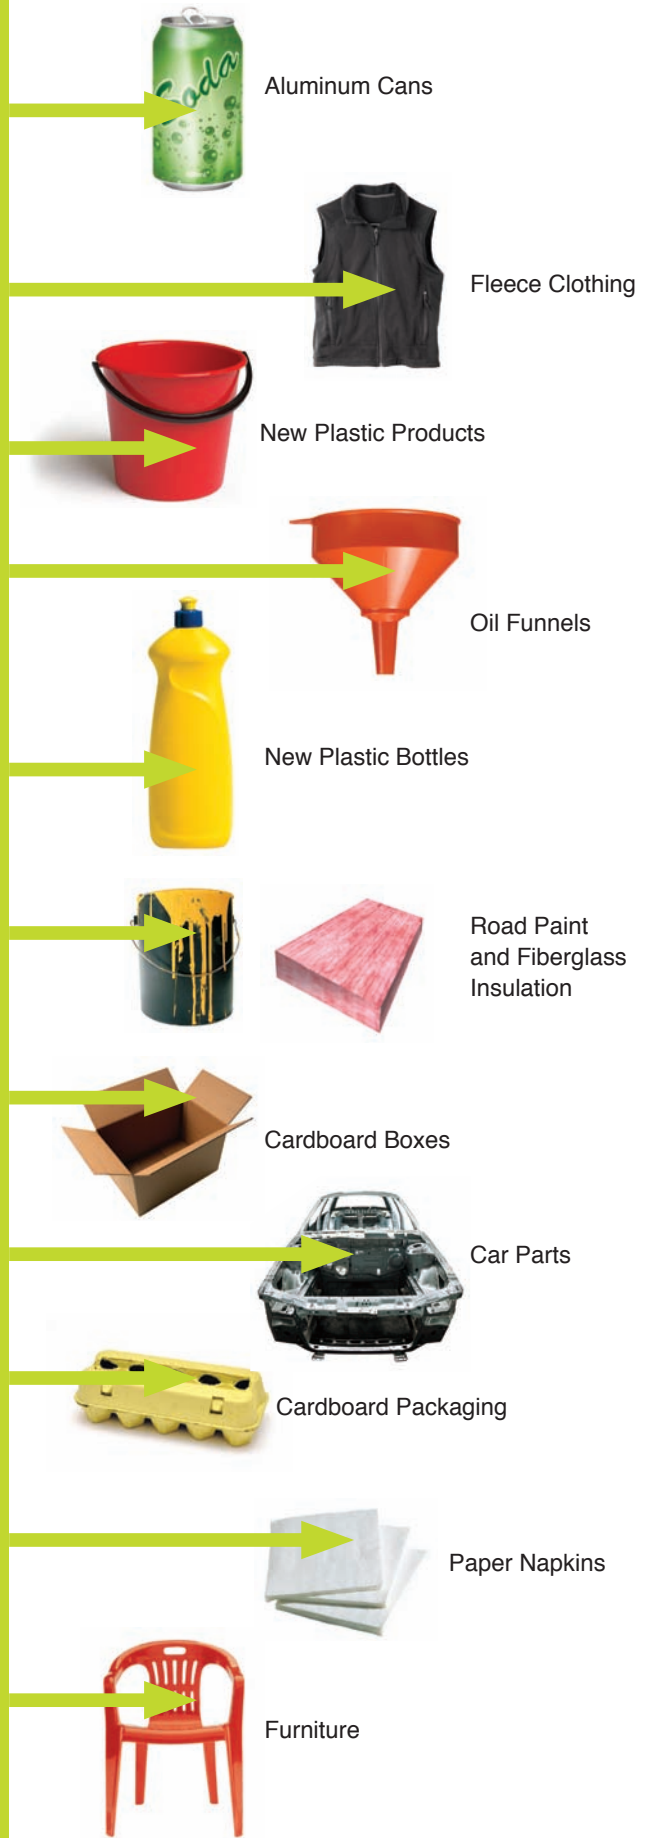 Soda
Aluminum Cans
Fleece Clothing
New Plastic Products
Oil Funnels
New Plastic Bottles
Road Paint
and Fiberglass
Insulation
Cardboard Boxes
Car Parts
Cardboard Packaging
Paper Napkins
Furniture